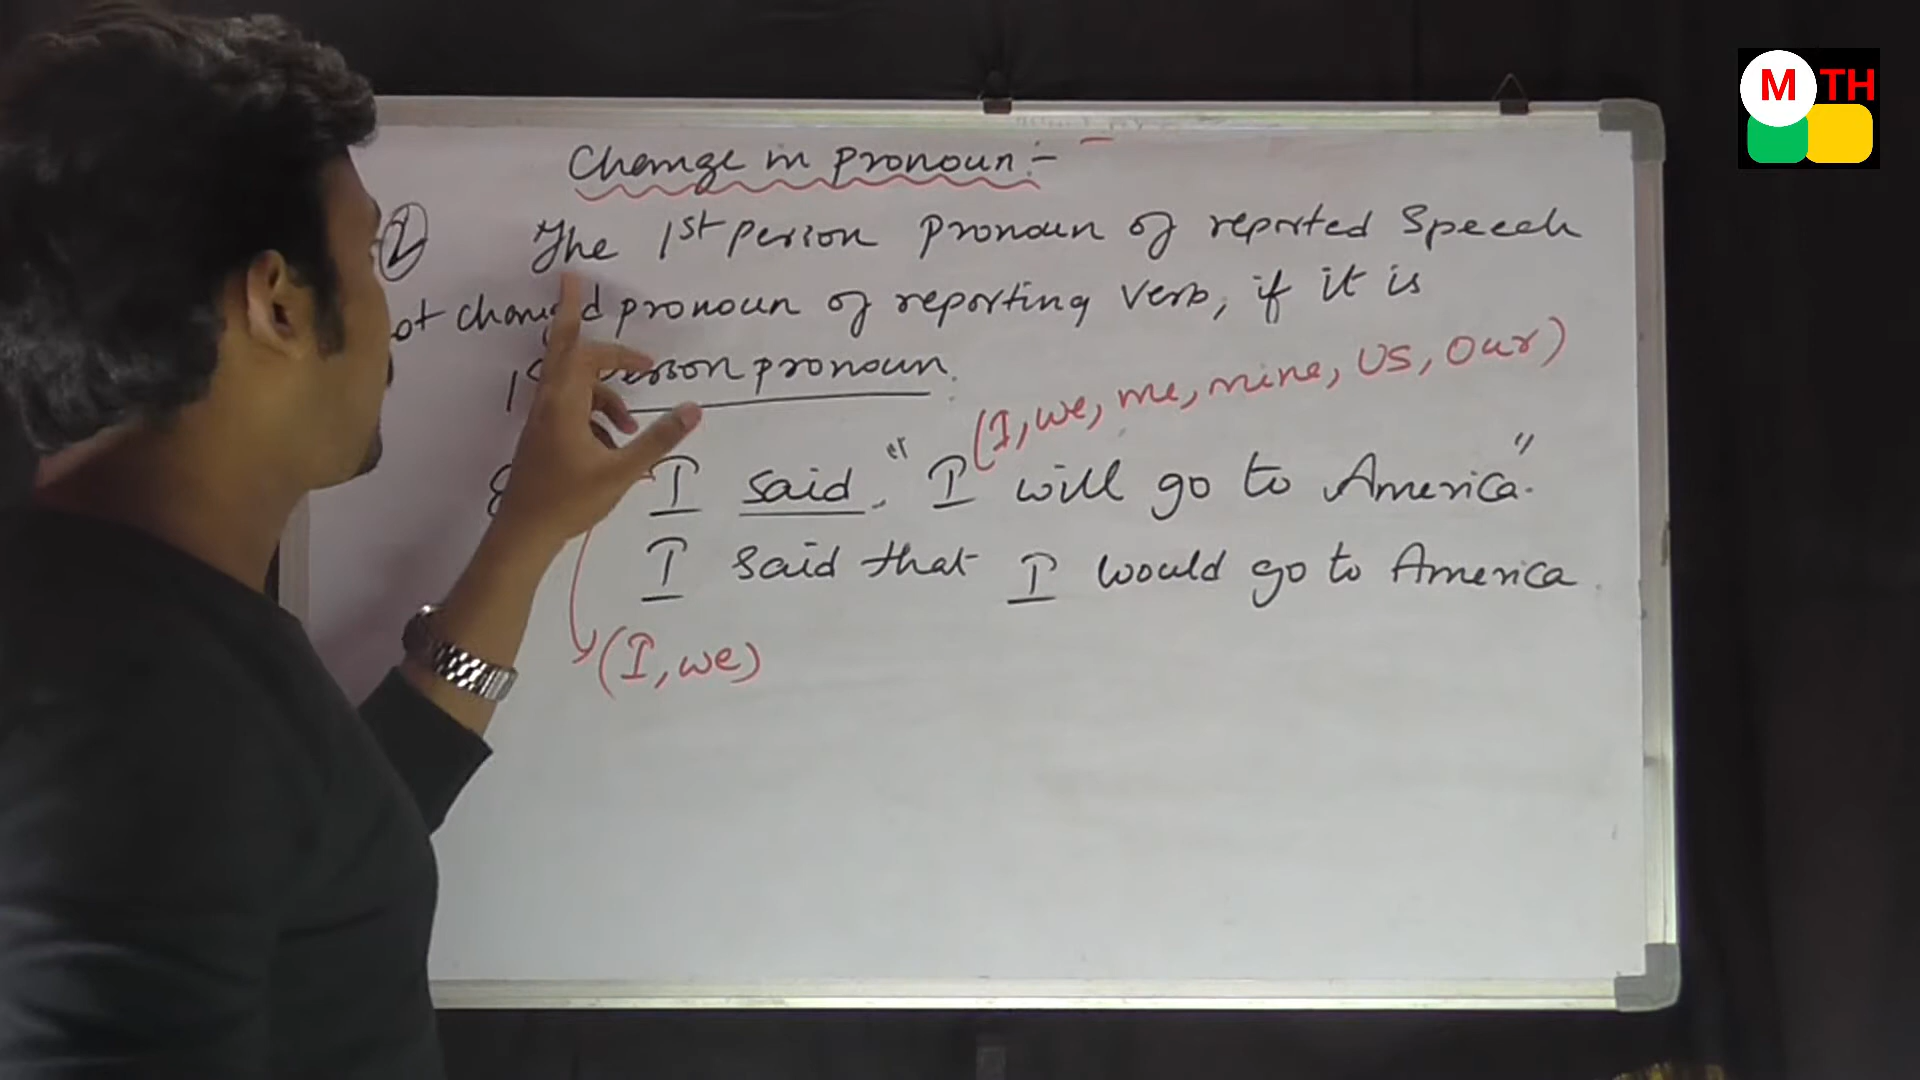 Change in pronoun:-
② The 1st person pronoun of reported speech
changed pronoun of reporting verb, if it is
person pronoun.
(I, we, me, mine, us, our)
I said, "I will go to America."
I said that I would go to America.
(I, we)
M TH